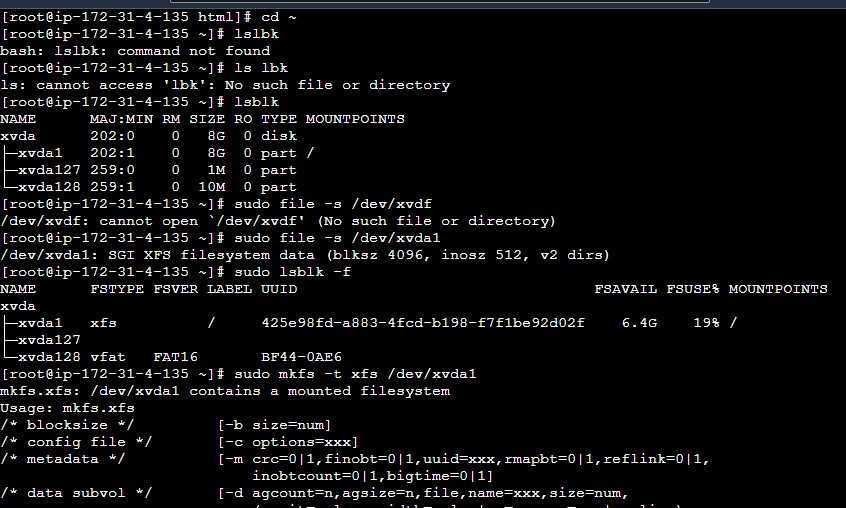 [root@ip-172-31-4-135 html]# cd ~
[root@ip-172-31-4-135 ~]# lslbk
bash: lslbk: command not found
[root@ip-172-31-4-135 ~]# ls lbk
ls: cannot access 'lbk': No such file or directory
[root@ip-172-31-4-135 ~]# lsblk
NAME      MAJ:MIN RM SIZE RO TYPE MOUNTPOINTS
xvda      202:0    0   8G  0 disk
├─xvda1   202:1    0   8G  0 part /
├─xvda127 259:0    0   1M  0 part
└─xvda128 259:1    0  10M  0 part
[root@ip-172-31-4-135 ~]# sudo file -s /dev/xvdf
/dev/xvdf: cannot open `/dev/xvdf' (No such file or directory)
[root@ip-172-31-4-135 ~]# sudo file -s /dev/xvda1
/dev/xvda1: SGI XFS filesystem data (blksz 4096, inosz 512, v2 dirs)
[root@ip-172-31-4-135 ~]# sudo lsblk -f
NAME      FSTYPE FSVER LABEL UUID                                 FSAVAIL FSUSE% MOUNTPOINTS
xvda
├─xvda1   xfs          /     425e98fd-a883-4fcd-b198-f7f1be92d02f    6.4G    19% /
├─xvda127
└─xvda128 vfat   FAT16       BF44-0AE6
[root@ip-172-31-4-135 ~]# sudo mkfs -t xfs /dev/xvda1
mkfs.xfs: /dev/xvda1 contains a mounted filesystem
Usage: mkfs.xfs
/* blocksize */         [-b size=num]
/* config file */       [-c options=xxx]
/* metadata */          [-m crc=0|1,finobt=0|1,uuid=xxx,rmapbt=0|1,reflink=0|1,
                            inobtcount=0|1,bigtime=0|1]
/* data subvol */       [-d agcount=n,agsize=n,file,name=xxx,size=num,